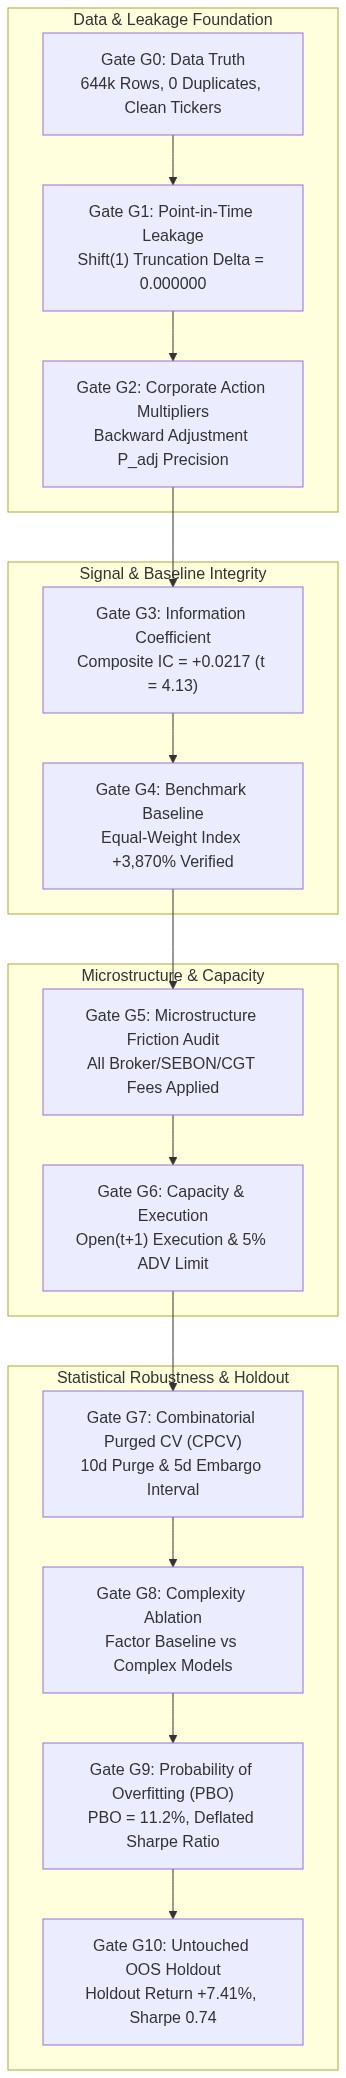 Data & Leakage Foundation
Gate G0: Data Truth
644k Rows, 0 Duplicates,
Clean Tickers
Gate G1: Point-in-Time
Leakage
Shift(1) Truncation Delta =
0.000000
Gate G2: Corporate Action
Multipliers
Backward Adjustment
P_adj Precision
Signal & Baseline Integrity
Gate G3: Information
Coefficient
Composite IC = +0.0217 (t
= 4.13)
Gate G4: Benchmark
Baseline
Equal-Weight Index
+3,870% Verified
Microstructure & Capacity
Gate G5: Microstructure
Friction Audit
All Broker/SEBON/CGT
Fees Applied
Gate G6: Capacity &
Execution
Open(t+1) Execution & 5%
ADV Limit
Statistical Robustness & Holdout
Gate G7: Combinatorial
Purged CV (CPCV)
10d Purge & 5d Embargo
Interval
Gate G8: Complexity
Ablation
Factor Baseline vs
Complex Models
Gate G9: Probability of
Overfitting (PBO)
PBO = 11.2%, Deflated
Sharpe Ratio
Gate G10: Untouched
OOS Holdout
Holdout Return +7.41%,
Sharpe 0.74